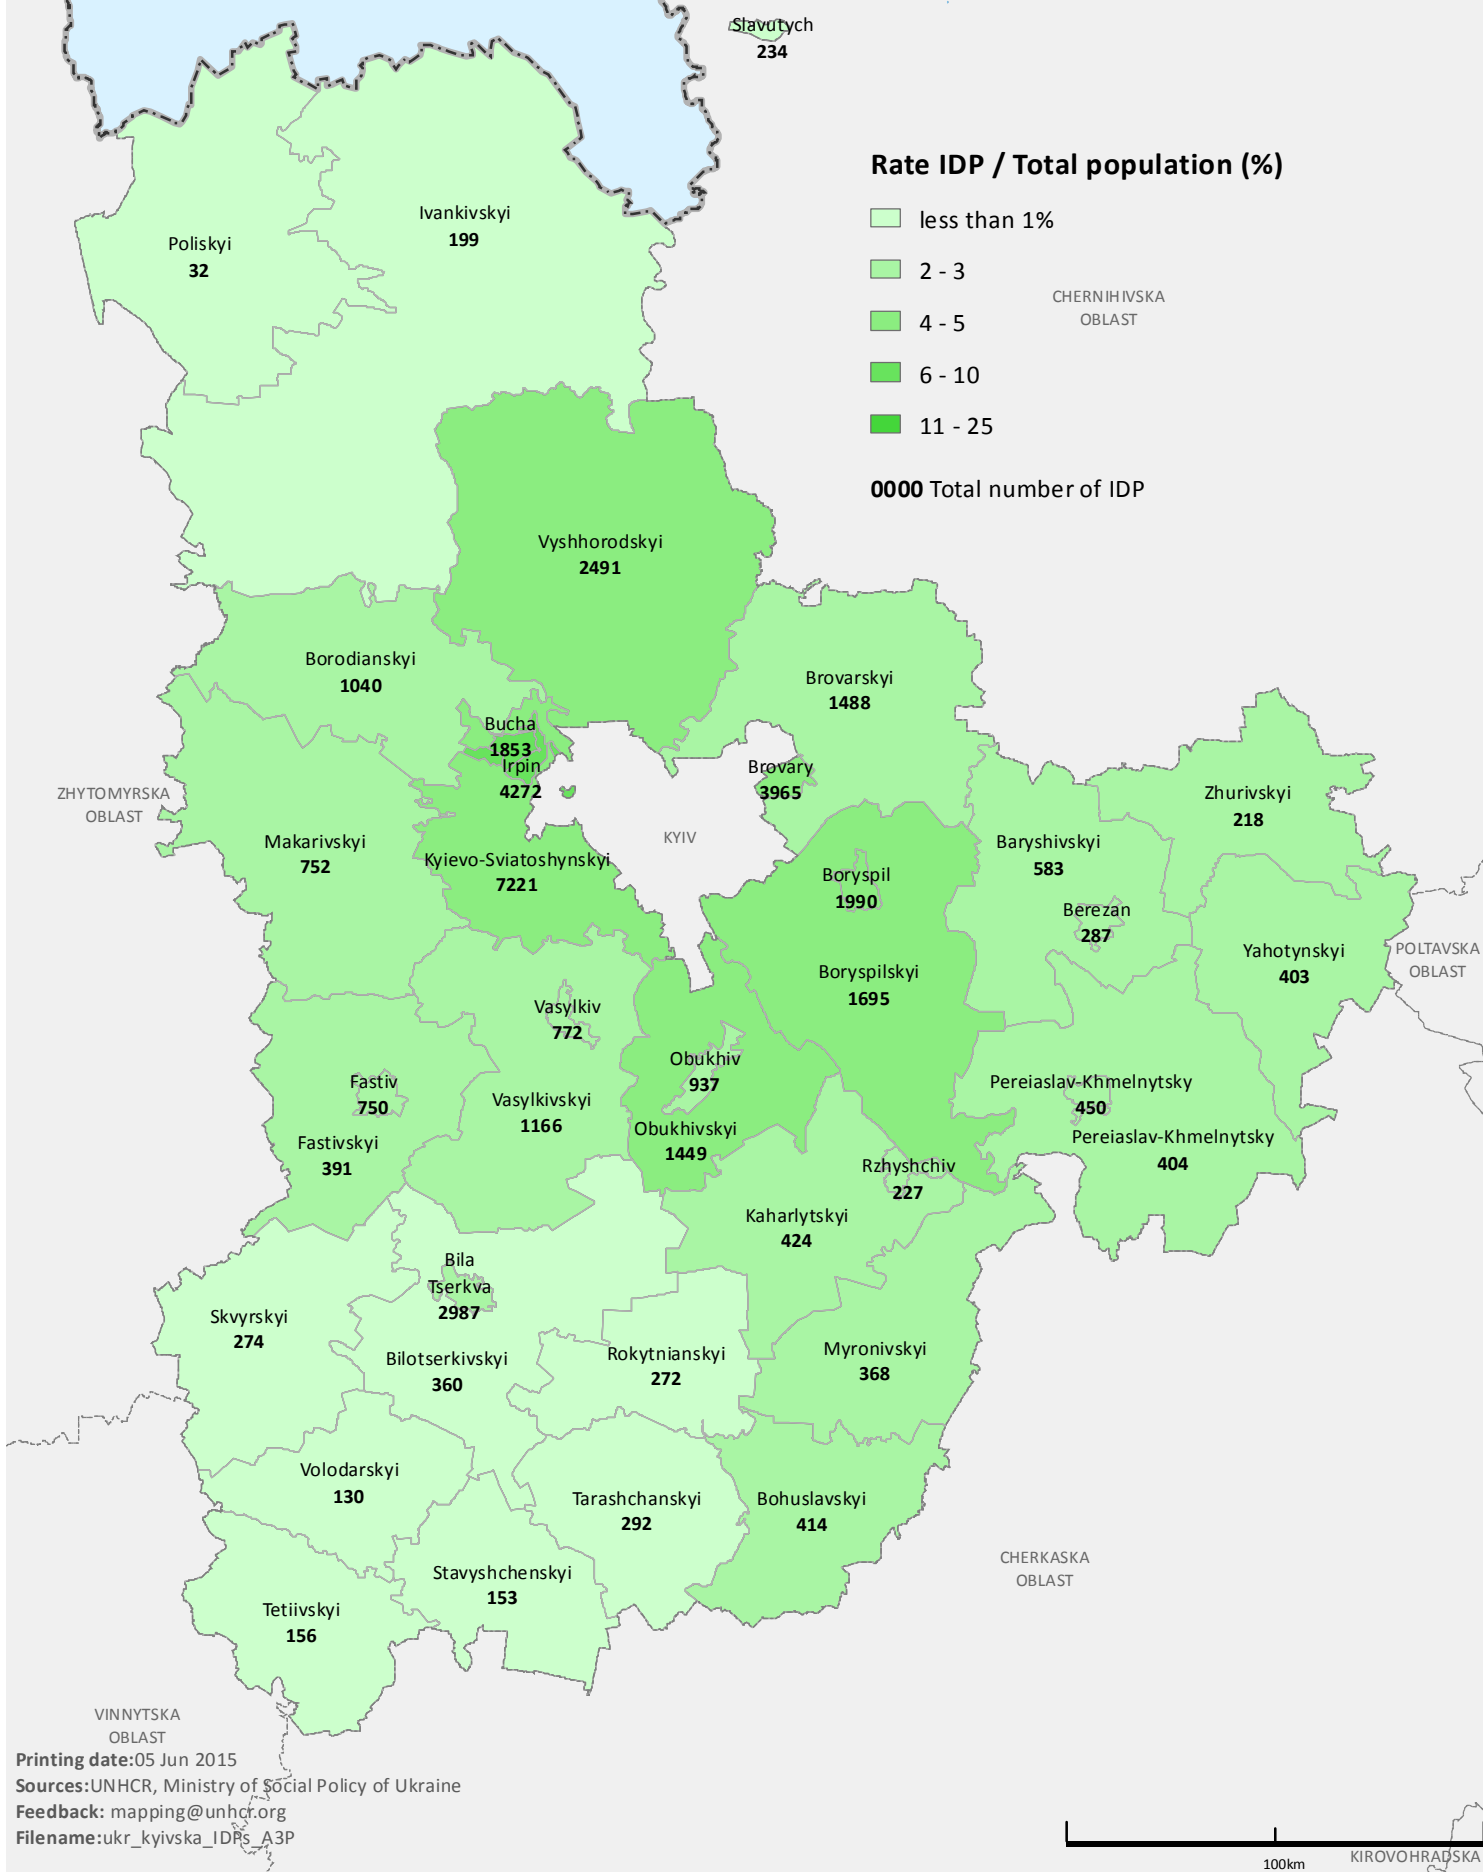 Slavutych
234
Rate IDP / Total population (%)
less than 1%
2 - 3
4 - 5
6 - 10
11 - 25
0000 Total number of IDP
CHERNIHIVSKA
OBLAST
Ivankivskyi
199
Poliskyi
32
Vyshhorodskyi
2491
Borodianskyi
1040
Brovarskyi
1488
Bucha
1853
Irpin
4272
Brovary
3965
ZHYTOMYRSKA
OBLAST
Zhurivskyi
218
KYIV
Makarivskyi
752
Baryshivskyi
583
Kyievo-Sviatoshynskyi
7221
Boryspil
1990
Berezan
287
Yahotynskyi
403
POLTAVSKA
OBLAST
Boryspilskyi
1695
Vasylkiv
772
Obukhiv
937
Fastiv
750
Pereiaslav-Khmelnytsky
450
Vasylkivskyi
1166
Obukhivskyi
1449
Fastivskyi
391
Pereiaslav-Khmelnytsky
404
Rzhyshchiv
227
Kaharlytskyi
424
Bila
Tserkva
2987
Skvyrskyi
274
Bilotserkivskyi
360
Rokytnianskyi
272
Myronivskyi
368
Volodarskyi
130
Tarashchanskyi
292
Bohuslavskyi
414
CHERKASKA
OBLAST
Stavyshchenskyi
153
Tetiivskyi
156
VINNYTSKA
OBLAST
Printing date:05 Jun 2015
Sources:UNHCR, Ministry of Social Policy of Ukraine
Feedback: mapping@unhcr.org
Filename:ukr_kyivska_IDPs_A3P
100km
KIROVOHRADSKA